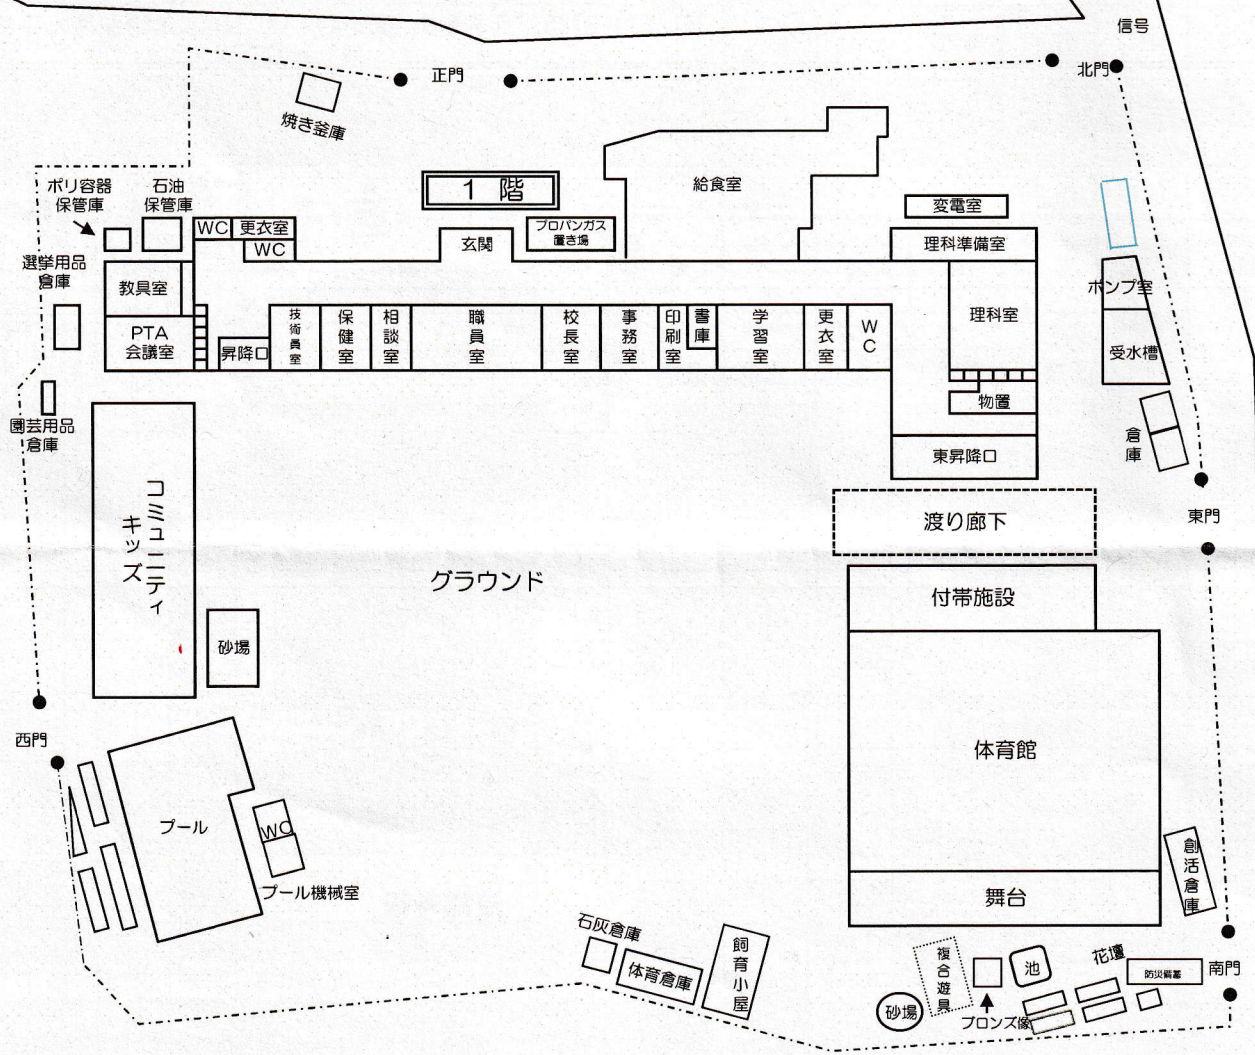 信号
正門
北門
焼き釜庫
1 階
給食室
ポリ容器
保管庫
石油
保管庫
変電室
WC
更衣室
WC
玄関
プロパンガス
置き場
理科準備室
選挙用品
倉庫
教具室
PTA
会議室
昇降口
技術員室
保健室
相談室
職員室
校長室
事務室
印刷室
書庫
学習室
更衣室
WC
理科室
ポンプ室
受水槽
物置
園芸用品
倉庫
倉庫
東昇降口
コミュニティ
キッズ
渡り廊下
東門
グラウンド
付帯施設
砂場
西門
体育館
プール
WC
プール機械室
創活倉庫
舞台
石灰倉庫
体育倉庫
飼育小屋
複合遊具
池
花壇
防災備蓄
南門
砂場
ブロンズ像